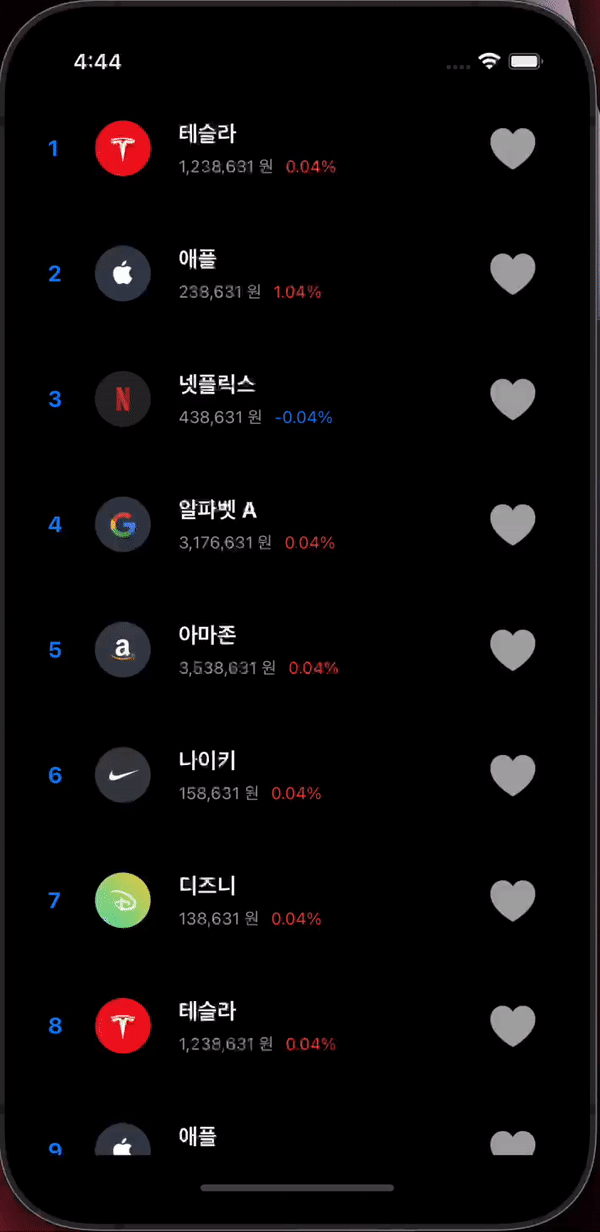 4:44
1
테슬라
1,238,631 원 0.04%
2
애플
238,631 원 1.04%
3
넷플릭스
438,631 원 -0.04%
4
알파벳 A
3,176,631 원 0.04%
5
아마존
3,538,631 원 0.04%
6
나이키
158,631 원 0.04%
7
디즈니
138,631 원 0.04%
8
테슬라
1,238,631 원 0.04%
9
애플